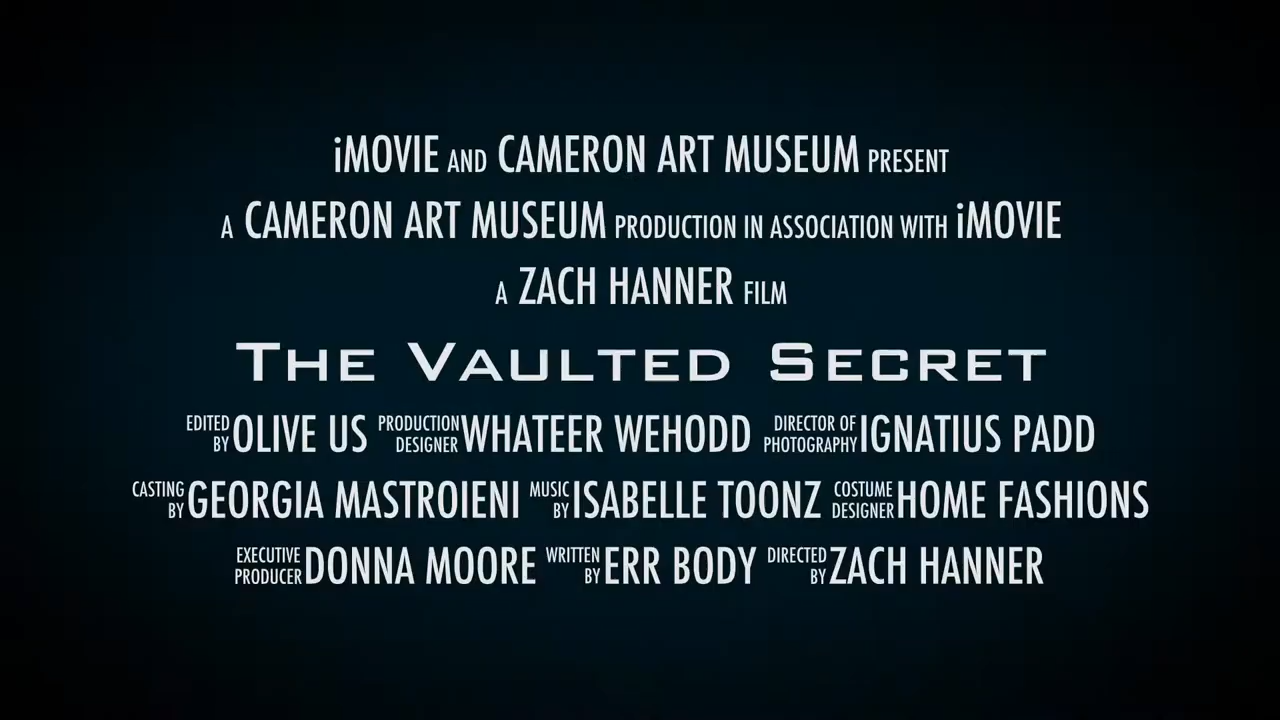 iMOVIE AND CAMERON ART MUSEUM PRESENT
A CAMERON ART MUSEUM PRODUCTION IN ASSOCIATION WITH iMOVIE
A ZACH HANNER FILM
THE VAULTED SECRET
EDITED BY OLIVE US PRODUCTION DESIGNER WHATEER WEHODD DIRECTOR OF PHOTOGRAPHY IGNATIUS PADD
CASTING BY GEORGIA MASTROIENI MUSIC BY ISABELLE TOONZ COSTUME DESIGNER HOME FASHIONS
EXECUTIVE PRODUCER DONNA MOORE WRITTEN BY ERR BODY DIRECTED BY ZACH HANNER